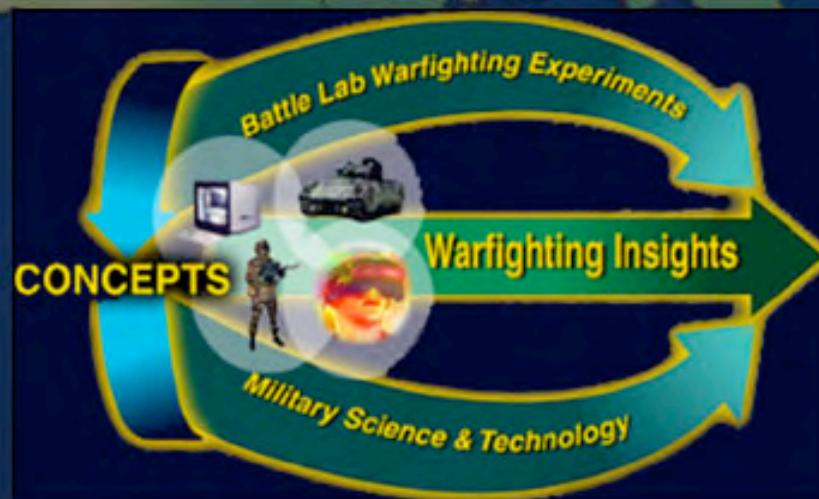 Battle Lab Warfighting Experiments
CONCEPTS
Warfighting Insights
Military Science & Technology